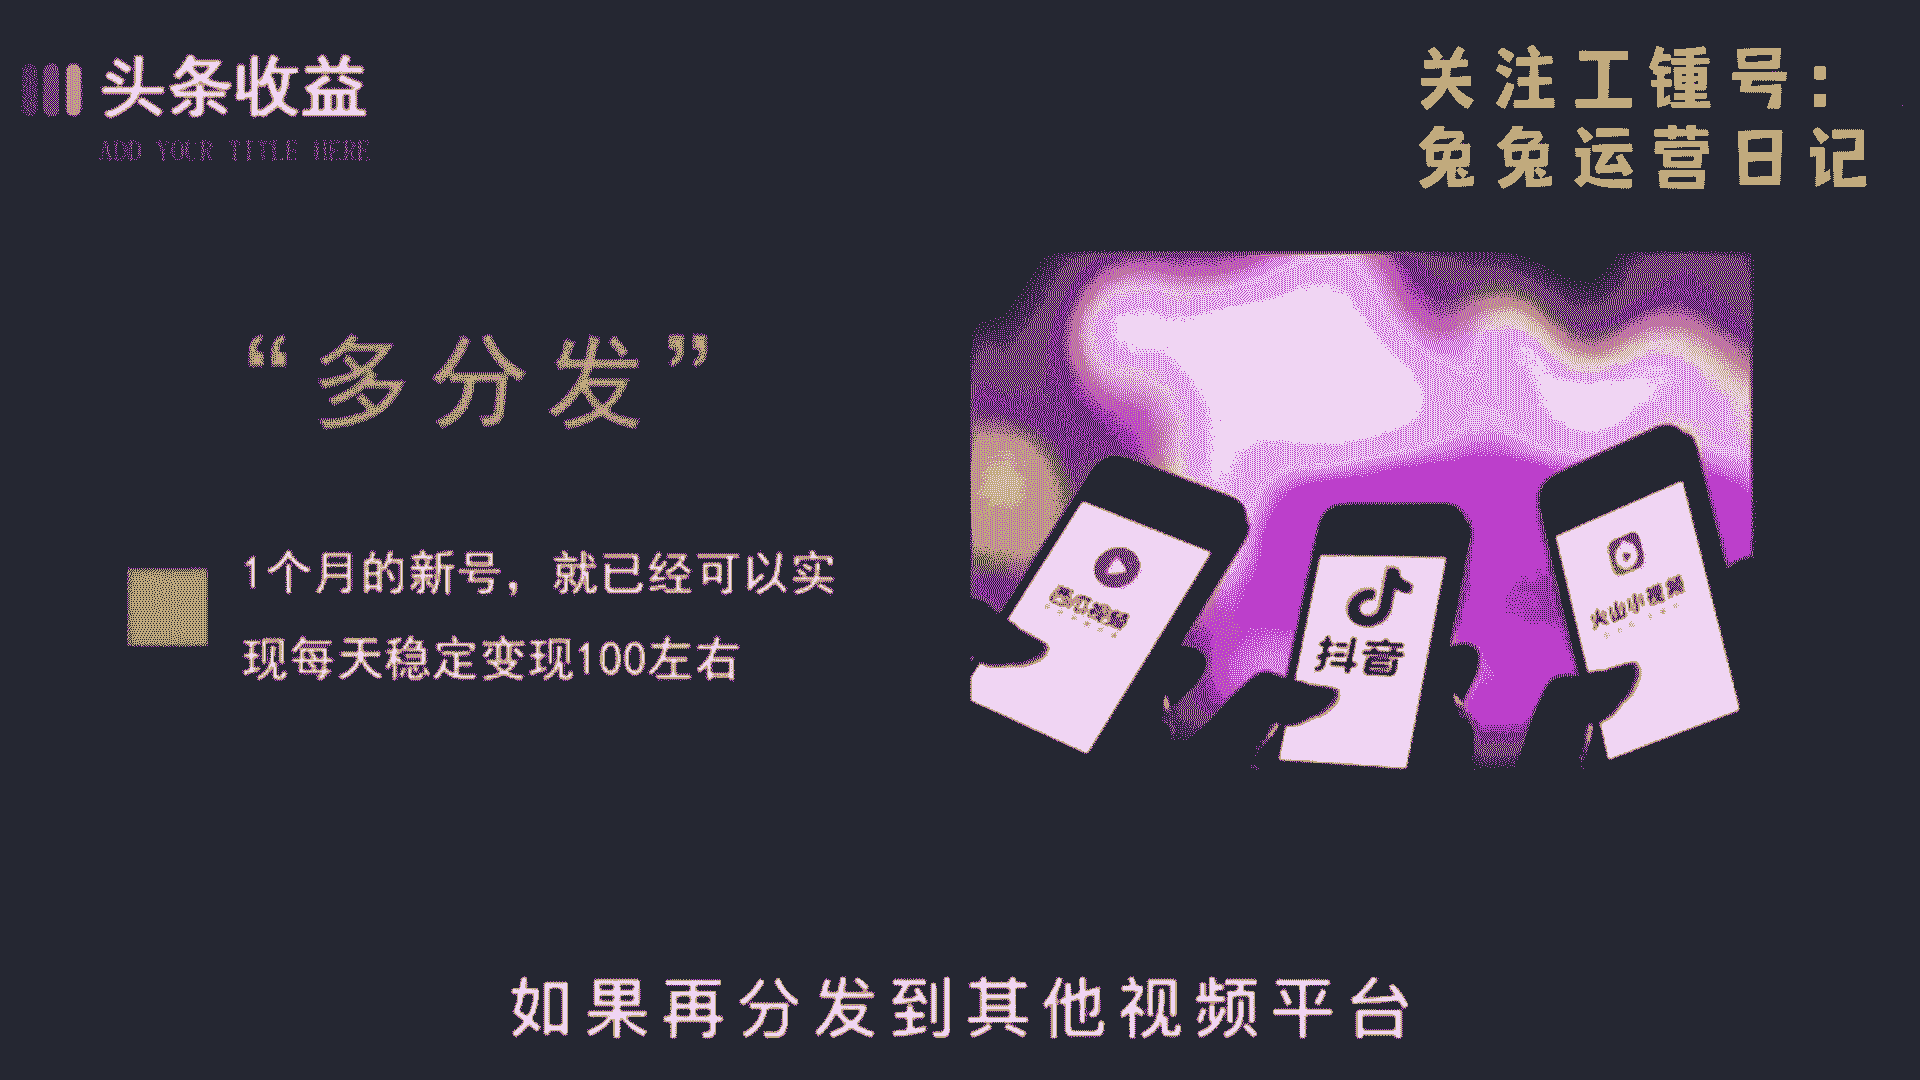 头条收益
ADD YOUR TITLE HERE
关注工锺号：
兔兔运营日记
“多分发”
1个月的新号，就已经可以实
现每天稳定变现100左右
西瓜视频
抖音
火山小视频
如果再分发到其他视频平台